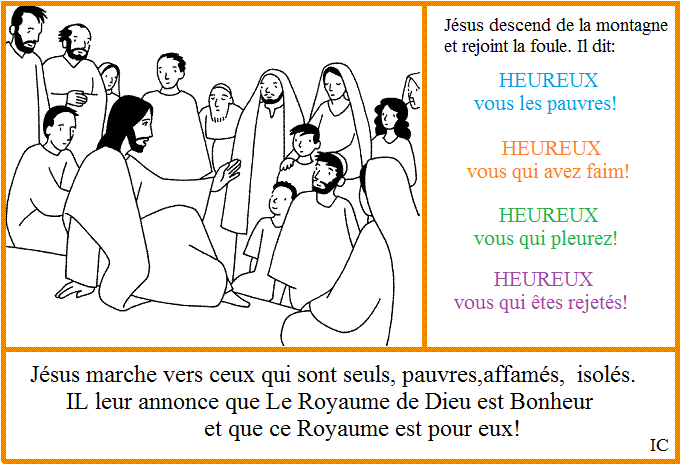 Jésus descend de la montagne
et rejoint la foule. Il dit:
HEUREUX
vous les pauvres!
HEUREUX
vous qui avez faim!
HEUREUX
vous qui pleurez!
HEUREUX
vous qui êtes rejetés!
Jésus marche vers ceux qui sont seuls, pauvres,affamés, isolés.
IL leur annonce que Le Royaume de Dieu est Bonheur
et que ce Royaume est pour eux!
IC